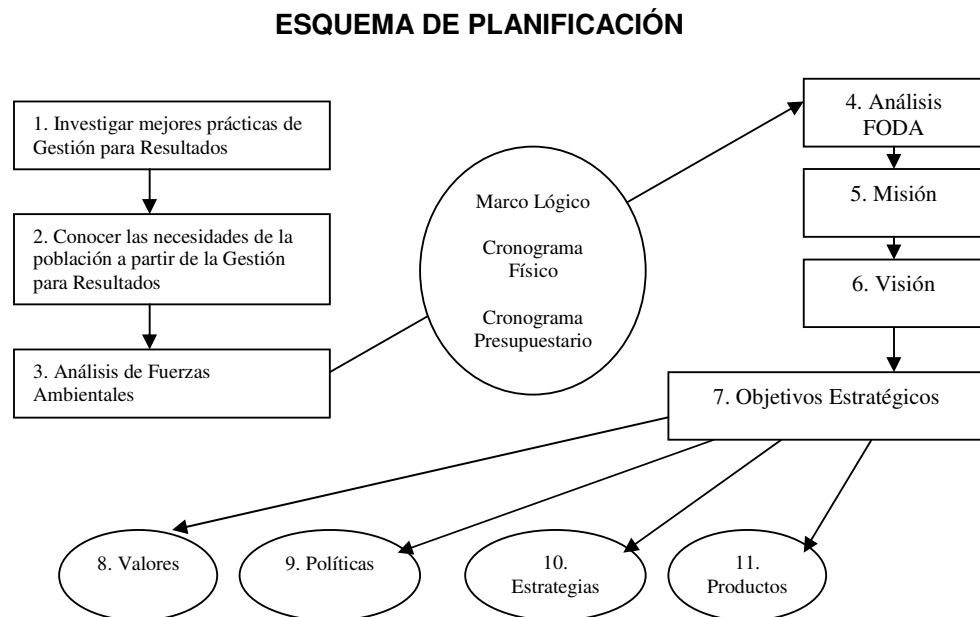 ESQUEMA DE PLANIFICACIÓN
1. Investigar mejores prácticas de
Gestión para Resultados
2. Conocer las necesidades de la
población a partir de la Gestión
para Resultados
3. Análisis de Fuerzas
Ambientales
Marco Lógico
Cronograma
Físico
Cronograma
Presupuestario
4. Análisis
FODA
5. Misión
6. Visión
7. Objetivos Estratégicos
8. Valores
9. Políticas
10.
Estrategias
11.
Productos